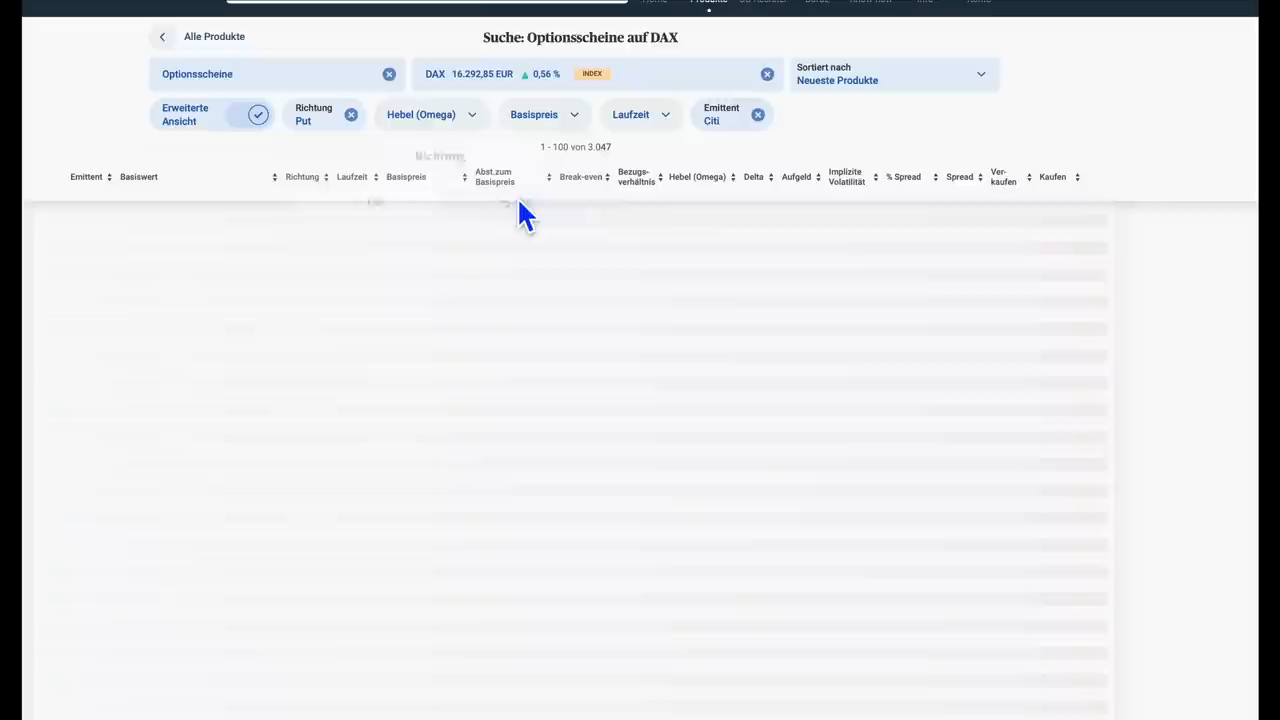 Alle Produkte
Suche: Optionsscheine auf DAX
Optionsscheine
DAX 16.292,85 EUR 0,56 % INDEX
Sortiert nach
Neueste Produkte
Erweiterte
Ansicht
Richtung
Put
Hebel (Omega)
Basispreis
Laufzeit
Emittent
Citi
1 - 100 von 3.047
Richtung
Emittent Basiswert Richtung Laufzeit Basispreis Abst.zum Basispreis Break-even Bezugs-verhältnis Hebel (Omega) Delta Aufgeld Implizite Volatilität % Spread Spread Ver-kaufen Kaufen